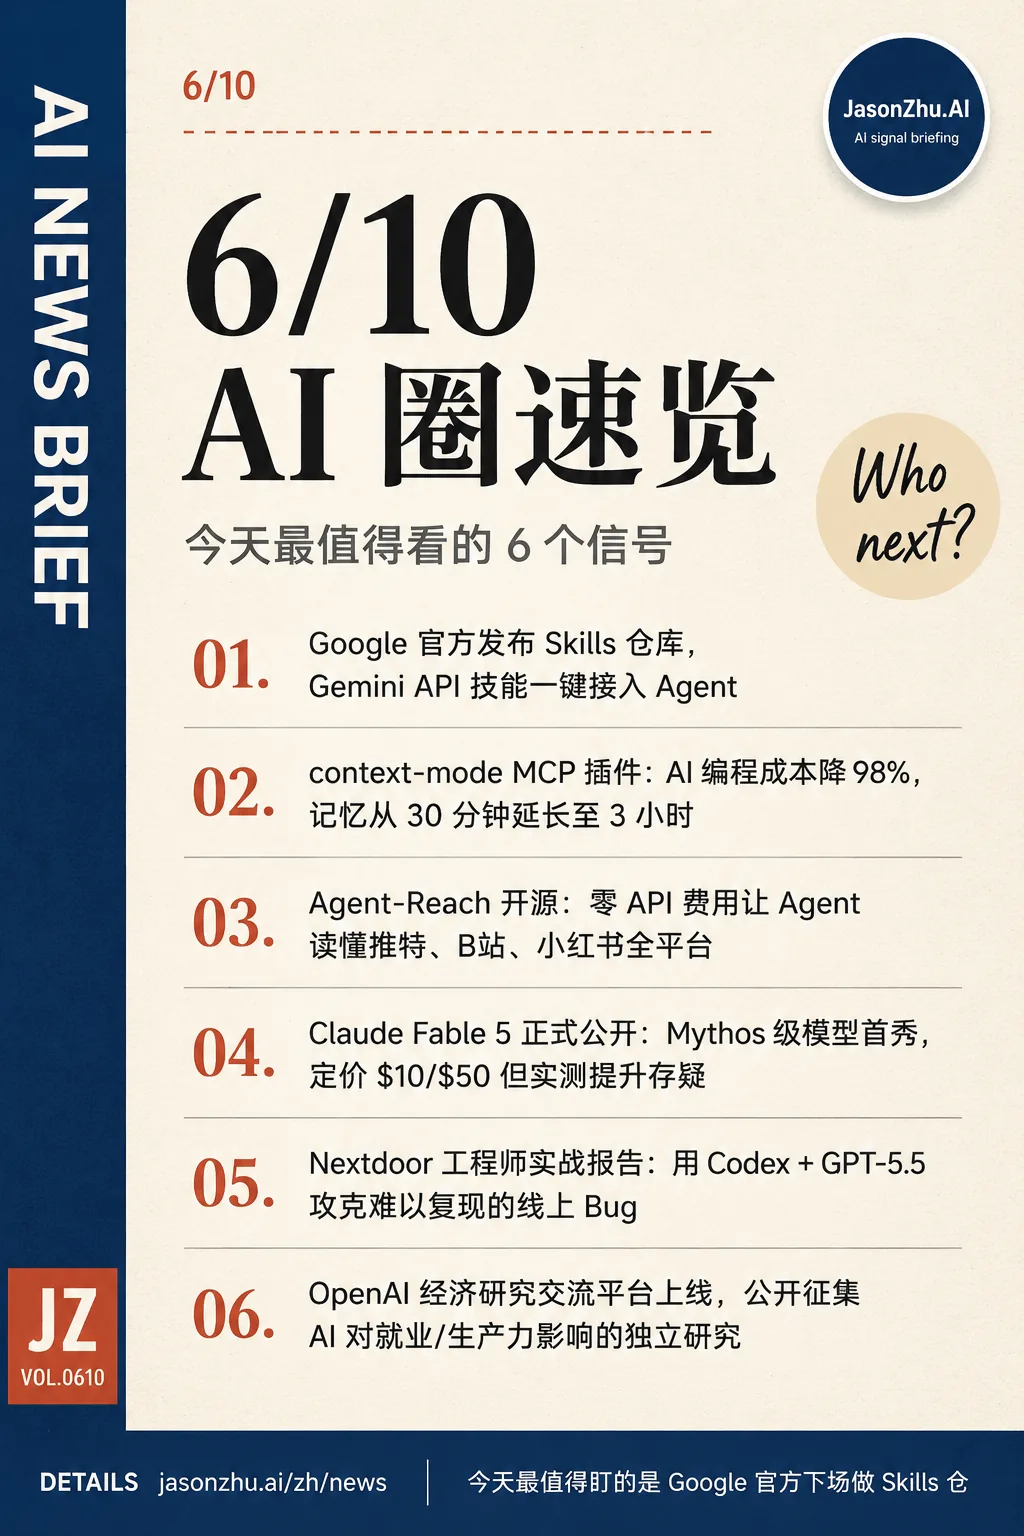 AI NEWS BRIEF
6/10
JasonZhu.AI
AI signal briefing
6/10
AI 圈速览
今天最值得看的 6 个信号
Who
next?
01.
Google 官方发布 Skills 仓库，
Gemini API 技能一键接入 Agent
02.
context-mode MCP 插件：AI 编程成本降 98%，
记忆从 30 分钟延长至 3 小时
03.
Agent-Reach 开源：零 API 费用让 Agent
读懂推特、B站、小红书全平台
04.
Claude Fable 5 正式公开：Mythos 级模型首秀，
定价 $10/$50 但实测提升存疑
05.
Nextdoor 工程师实战报告：用 Codex + GPT-5.5
攻克难以复现的线上 Bug
06.
OpenAI 经济研究交流平台上线，公开征集
AI 对就业/生产力影响的独立研究
JZ
VOL.0610
DETAILS jasonzhu.ai/zh/news
今天最值得盯的是 Google 官方下场做 Skills 仓